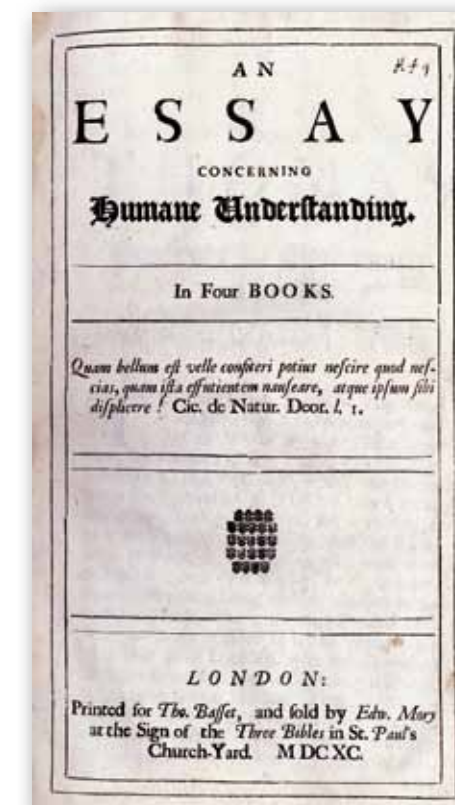 AN
ESSAY
CONCERNING
Humane Understanding.
In Four BOOKS.
Quam bellum est velle confiteri potius nescire quod nes-
cias, quam ista effutientem nauseare, atque ipsum sibi
displicere! Cic. de Natur. Deor. l. 1.
LONDON:
Printed for Tho. Basset, and sold by Edw. Mory
at the Sign of the Three Bibles in St. Paul's
Church-Yard. MDCXC.